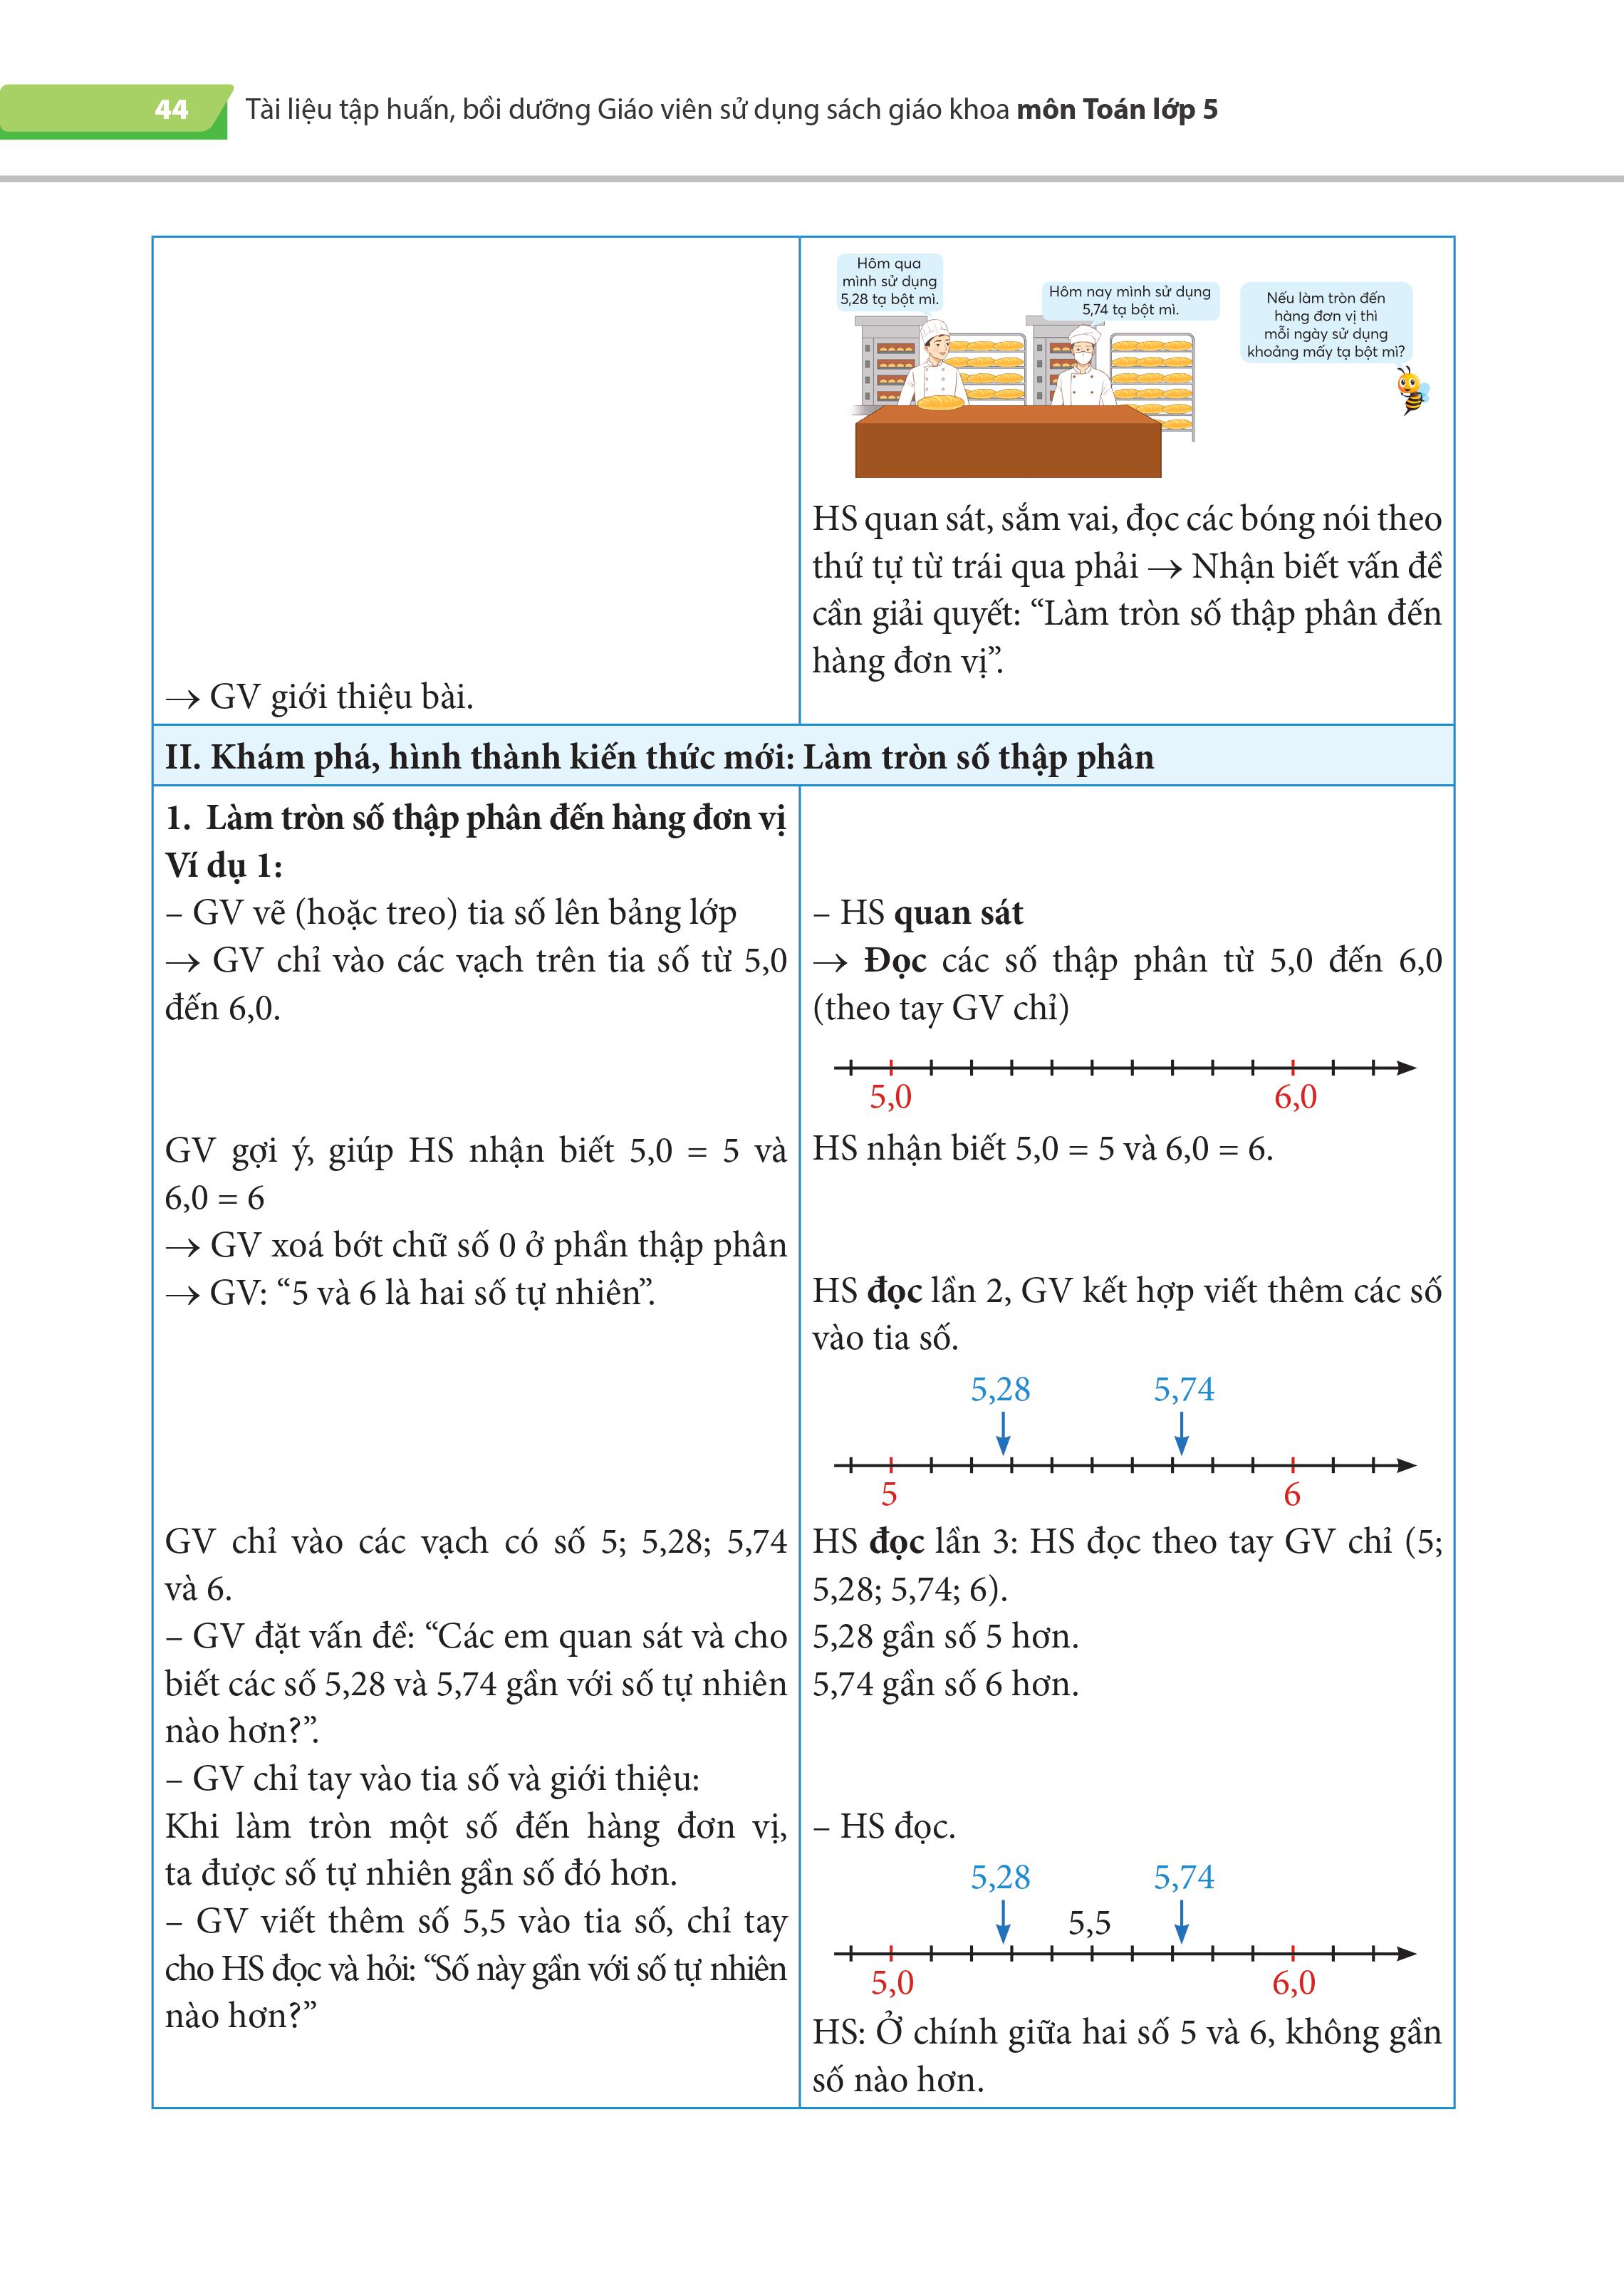 44
Tài liệu tập huấn, bồi dưỡng Giáo viên sử dụng sách giáo khoa môn Toán lớp 5
→ GV giới thiệu bài.
Hôm qua
mình sử dụng
5,28 tạ bột mì.
Hôm nay mình sử dụng
5,74 tạ bột mì.
Nếu làm tròn đến
hàng đơn vị thì
mỗi ngày sử dụng
khoảng mấy tạ bột mì?
HS quan sát, sắm vai, đọc các bóng nói theo
thứ tự từ trái qua phải → Nhận biết vấn đề
cần giải quyết: “Làm tròn số thập phân đến
hàng đơn vị”.
II. Khám phá, hình thành kiến thức mới: Làm tròn số thập phân
1. Làm tròn số thập phân đến hàng đơn vị
Ví dụ 1:
– GV vẽ (hoặc treo) tia số lên bảng lớp
→ GV chỉ vào các vạch trên tia số từ 5,0
đến 6,0.
GV gợi ý, giúp HS nhận biết 5,0 = 5 và
6,0 = 6
→ GV xoá bớt chữ số 0 ở phần thập phân
→ GV: “5 và 6 là hai số tự nhiên”.
GV chỉ vào các vạch có số 5; 5,28; 5,74
và 6.
– GV đặt vấn đề: “Các em quan sát và cho
biết các số 5,28 và 5,74 gần với số tự nhiên
nào hơn?”.
– GV chỉ tay vào tia số và giới thiệu:
Khi làm tròn một số đến hàng đơn vị,
ta được số tự nhiên gần số đó hơn.
– GV viết thêm số 5,5 vào tia số, chỉ tay
cho HS đọc và hỏi: “Số này gần với số tự nhiên
nào hơn?”
– HS quan sát
→ Đọc các số thập phân từ 5,0 đến 6,0
(theo tay GV chỉ)
5,0 6,0
HS nhận biết 5,0 = 5 và 6,0 = 6.
HS đọc lần 2, GV kết hợp viết thêm các số
vào tia số.
5,28 5,74
5 6
HS đọc lần 3: HS đọc theo tay GV chỉ (5;
5,28; 5,74; 6).
5,28 gần số 5 hơn.
5,74 gần số 6 hơn.
– HS đọc.
5,28 5,74
5,5
5,0 6,0
HS: Ở chính giữa hai số 5 và 6, không gần
số nào hơn.